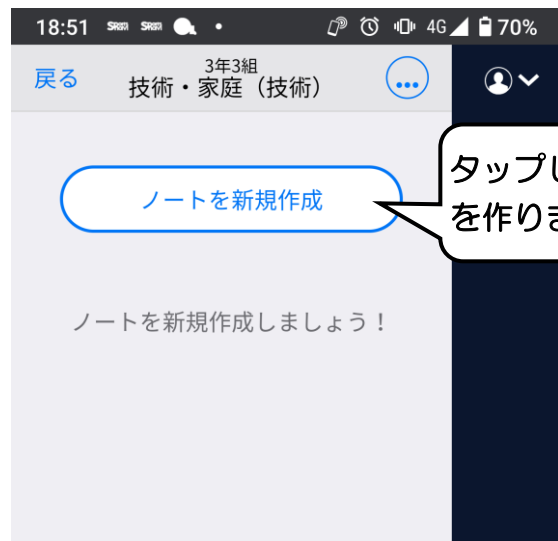 18:51
4G 70%
3年3組
戻る 技術・家庭（技術）
ノートを新規作成
タップし
を作りま
ノートを新規作成しましょう！